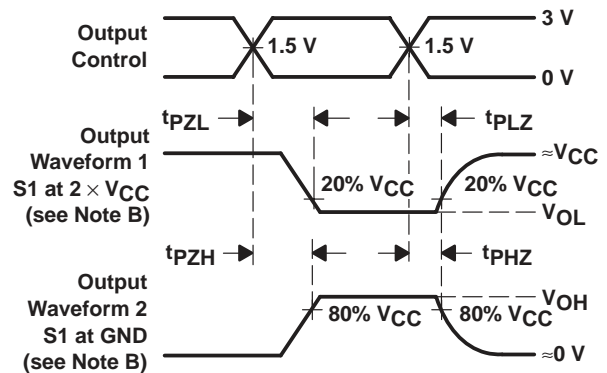 Output
Control
1.5 V
1.5 V
3 V
0 V
tPZL
tPLZ
Output
Waveform 1
S1 at 2 × VCC
(see Note B)
20% VCC
20% VCC
≈VCC
VOL
tPZH
tPHZ
Output
Waveform 2
S1 at GND
(see Note B)
80% VCC
80% VCC
VOH
≈0 V